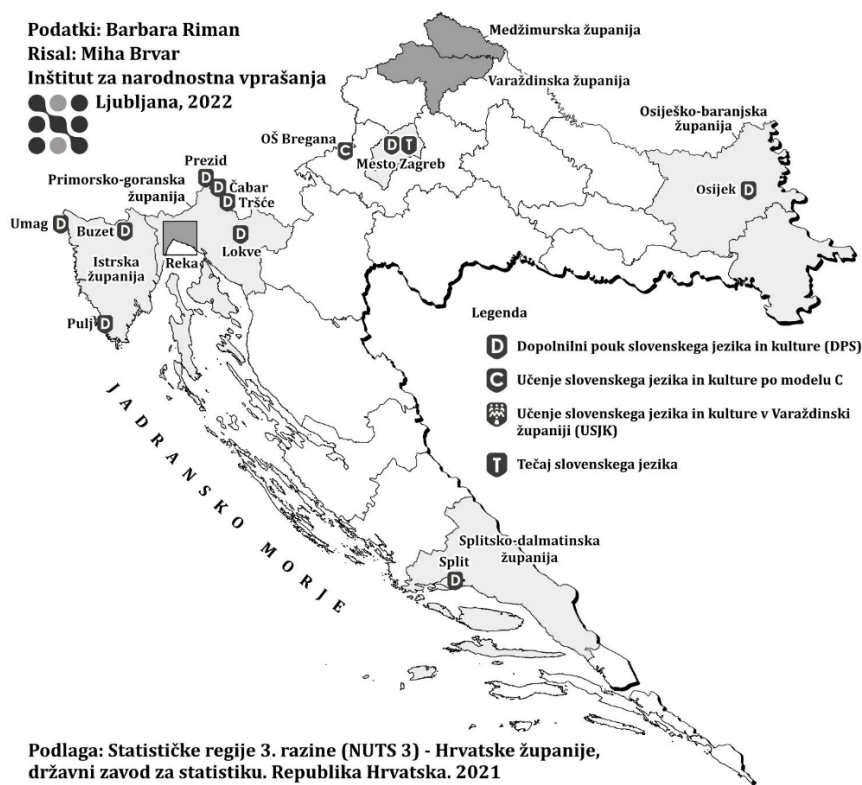 Podatki: Barbara Riman
Risal: Miha Brvar
Inštitut za narodnostna vprašanja
Ljubljana, 2022
Medžimurska županija
Varaždinska županija
Osiješko-baranjska
županija
OŠ Bregana
C
D
T
Mesto Zagreb
Prezid
D
Primorsko-goranska
županija
D
Čabar
D
Tršće
Osijek
D
Umag
D
Buzet
D
D
Lokve
Istrska
županija
Reka
Pulj
D
Legenda
D
Dopolnilni pouk slovenskega jezika in kulture (DPS)
C
Učenje slovenskega jezika in kulture po modelu C
Učenje slovenskega jezika in kulture v Varaždinski
županiji (USJK)
T
Tečaj slovenskega jezika
JADRANSKO MORJE
Splitsko-dalmatinska
županija
Split
D
Podlaga: Statističke regije 3. razine (NUTS 3) - Hrvatske županije,
državni zavod za statistiku. Republika Hrvatska. 2021